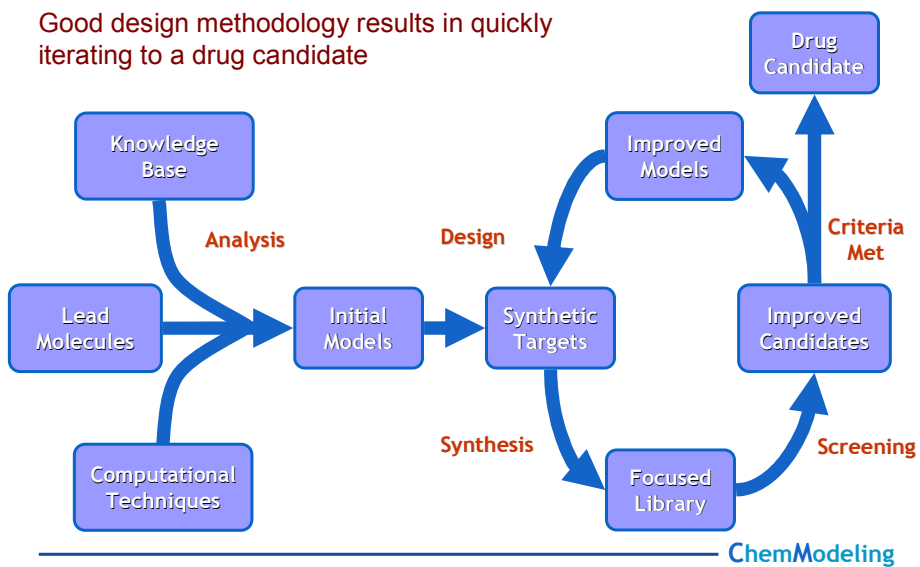 Good design methodology results in quickly
iterating to a drug candidate
Drug
Candidate
Knowledge
Base
Improved
Models
Analysis
Design
Criteria
Met
Lead
Molecules
Initial
Models
Synthetic
Targets
Improved
Candidates
Synthesis
Screening
Computational
Techniques
Focused
Library
ChemModeling